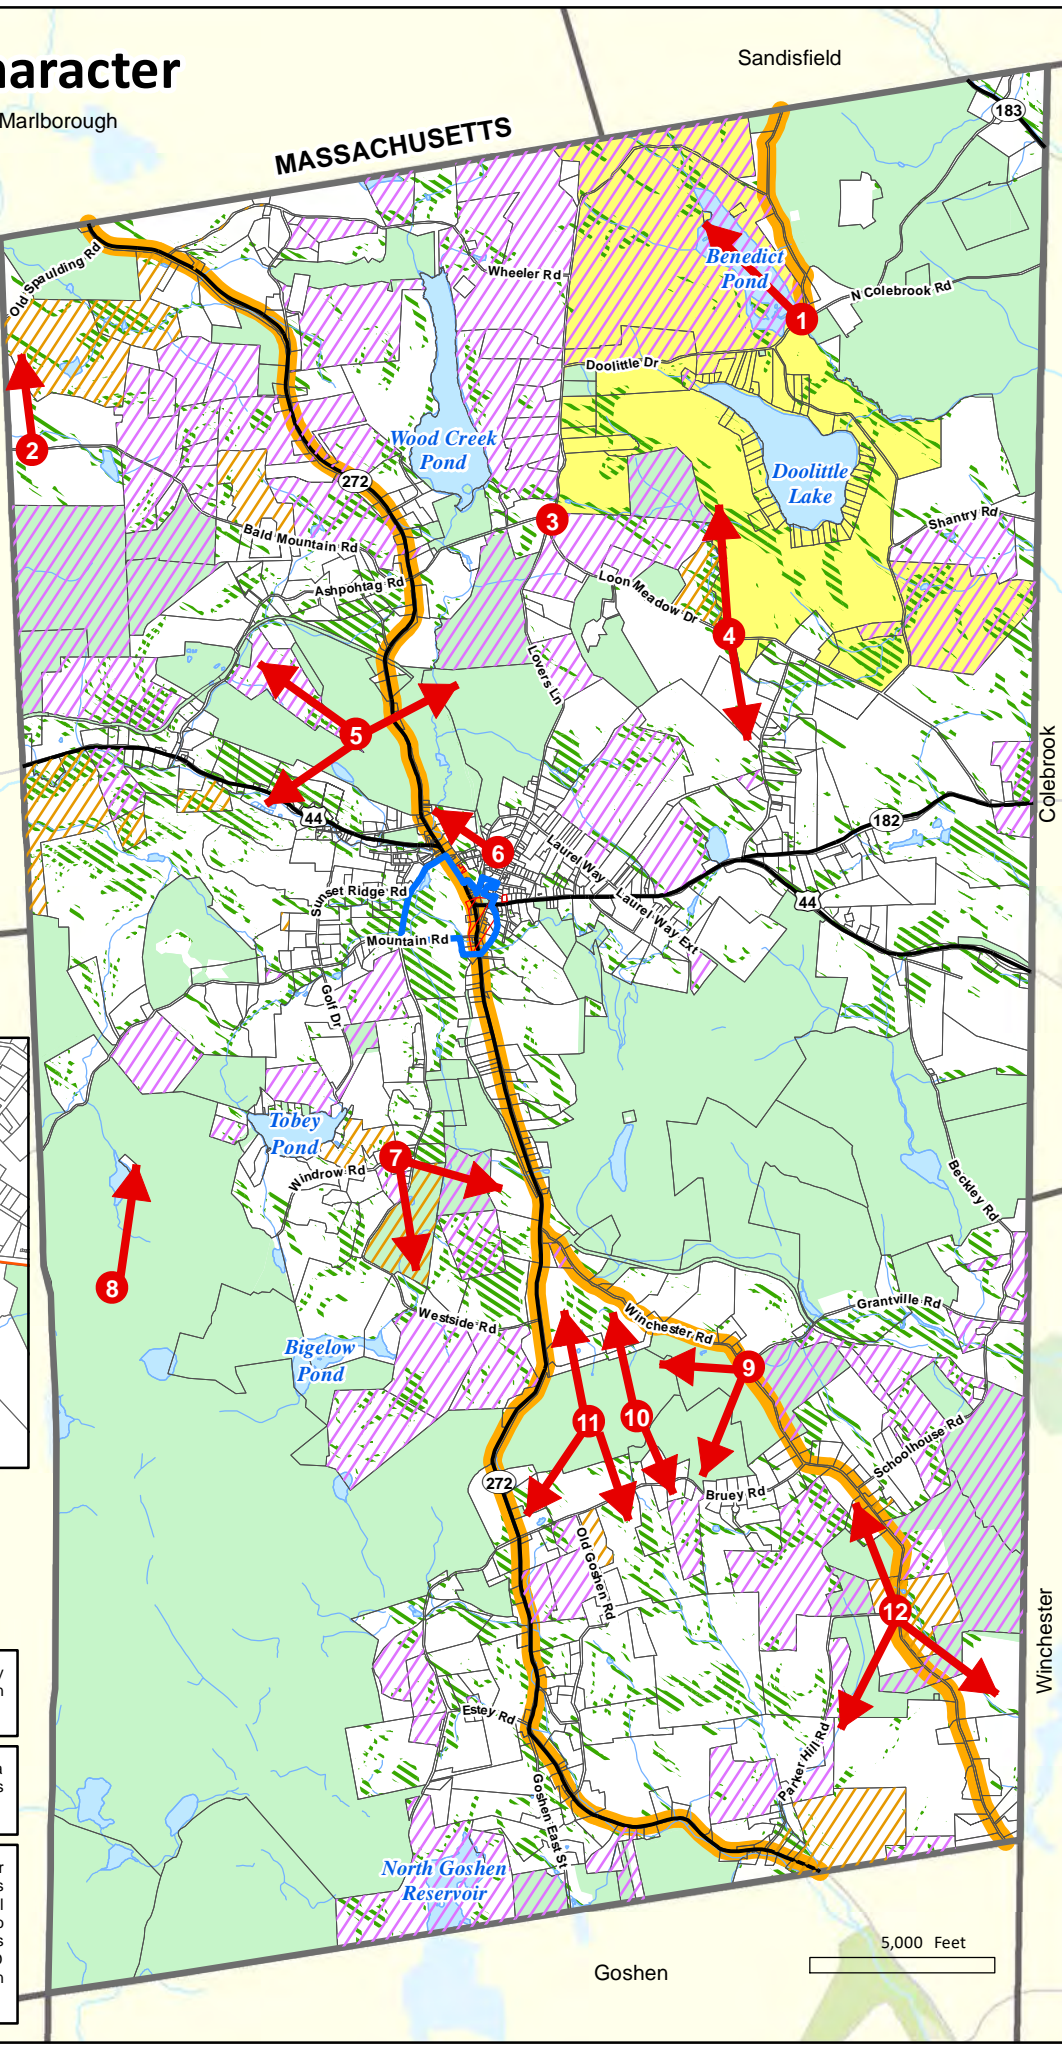 haracter
Sandisfield
Marlborough
MASSACHUSETTS
183
Old Spaulding Rd
Wheeler Rd
Benedict
Pond
N Colebrook Rd
1
Doolittle Dr
2
Wood Creek
Pond
Doolittle
Lake
272
3
Shantry Rd
Bald Mountain Rd
Ashpohtag Rd
Loon Meadow Dr
4
Lovers Ln
5
Colebrook
44
182
6
Laurel Way
Sunset Ridge Rd
Laurel Way Ext
44
Mountain Rd
Golf Dr
Tobey
Pond
7
Windrow Rd
Beckley Rd
8
Grantville Rd
Westside Rd
Winchester Rd
Bigelow
Pond
9
10
11
Schoolhouse Rd
272
Bruey Rd
Old Goshen Rd
12
Winchester
Estey Rd
Parker Hill Rd
Goshen East St
North Goshen
Reservoir
5,000 Feet
Goshen